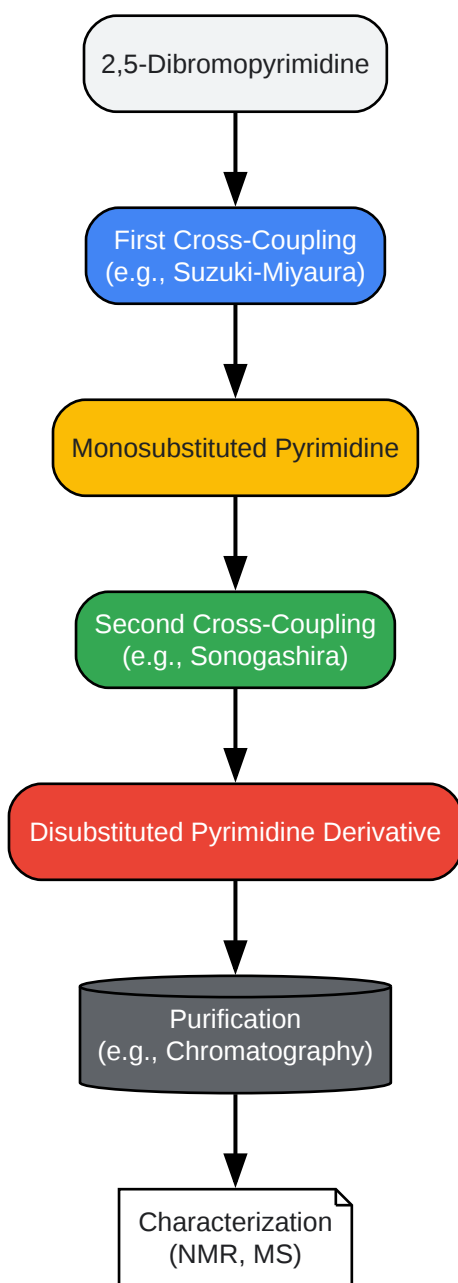 2,5-Dibromopyrimidine
First Cross-Coupling
(e.g., Suzuki-Miyaura)
Monosubstituted Pyrimidine
Second Cross-Coupling
(e.g., Sonogashira)
Disubstituted Pyrimidine Derivative
Purification
(e.g., Chromatography)
Characterization
(NMR, MS)